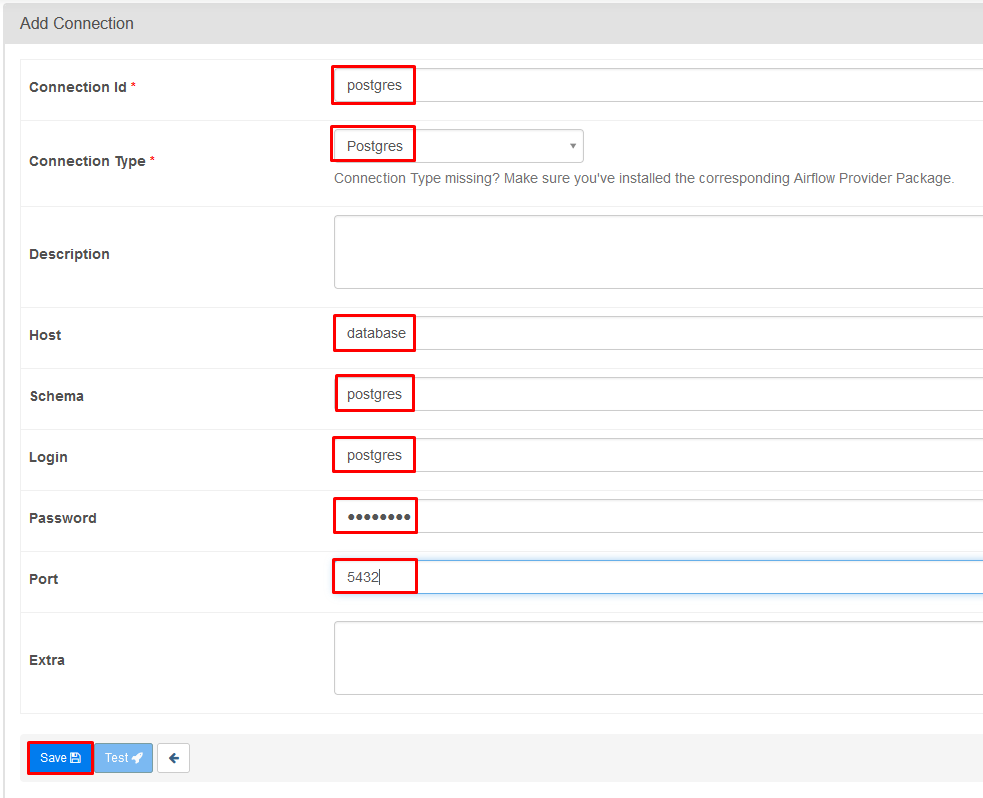 Add Connection
Connection Id *
postgres
Connection Type *
Postgres
Connection Type missing? Make sure you've installed the corresponding Airflow Provider Package.
Description
Host
database
Schema
postgres
Login
postgres
Password
••••••••
Port
5432
Extra
Save
Test